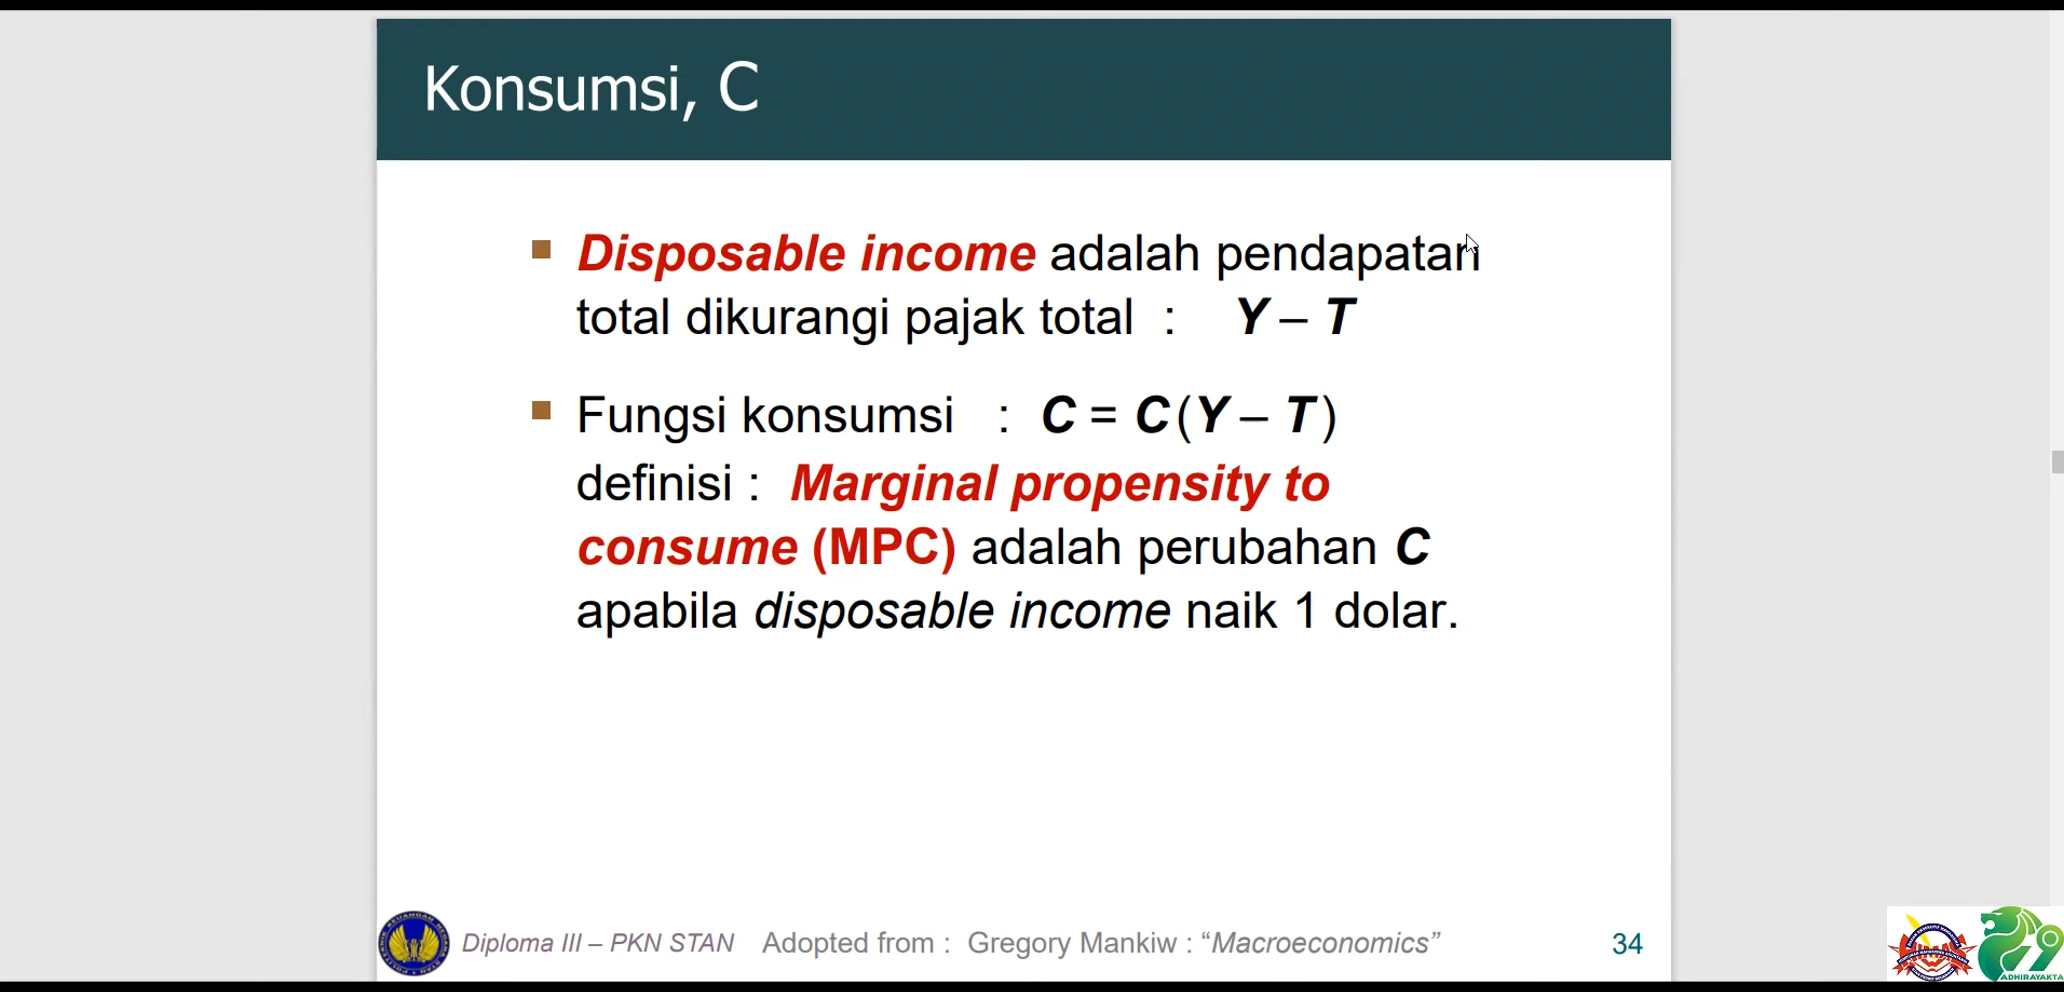 Konsumsi, C
Disposable income adalah pendapatan
total dikurangi pajak total : Y – T
Fungsi konsumsi : C = C(Y – T)
definisi : Marginal propensity to
consume (MPC) adalah perubahan C
apabila disposable income naik 1 dolar.
Diploma III – PKN STAN Adopted from : Gregory Mankiw : “Macroeconomics” 34
ADHIRAYAKTA